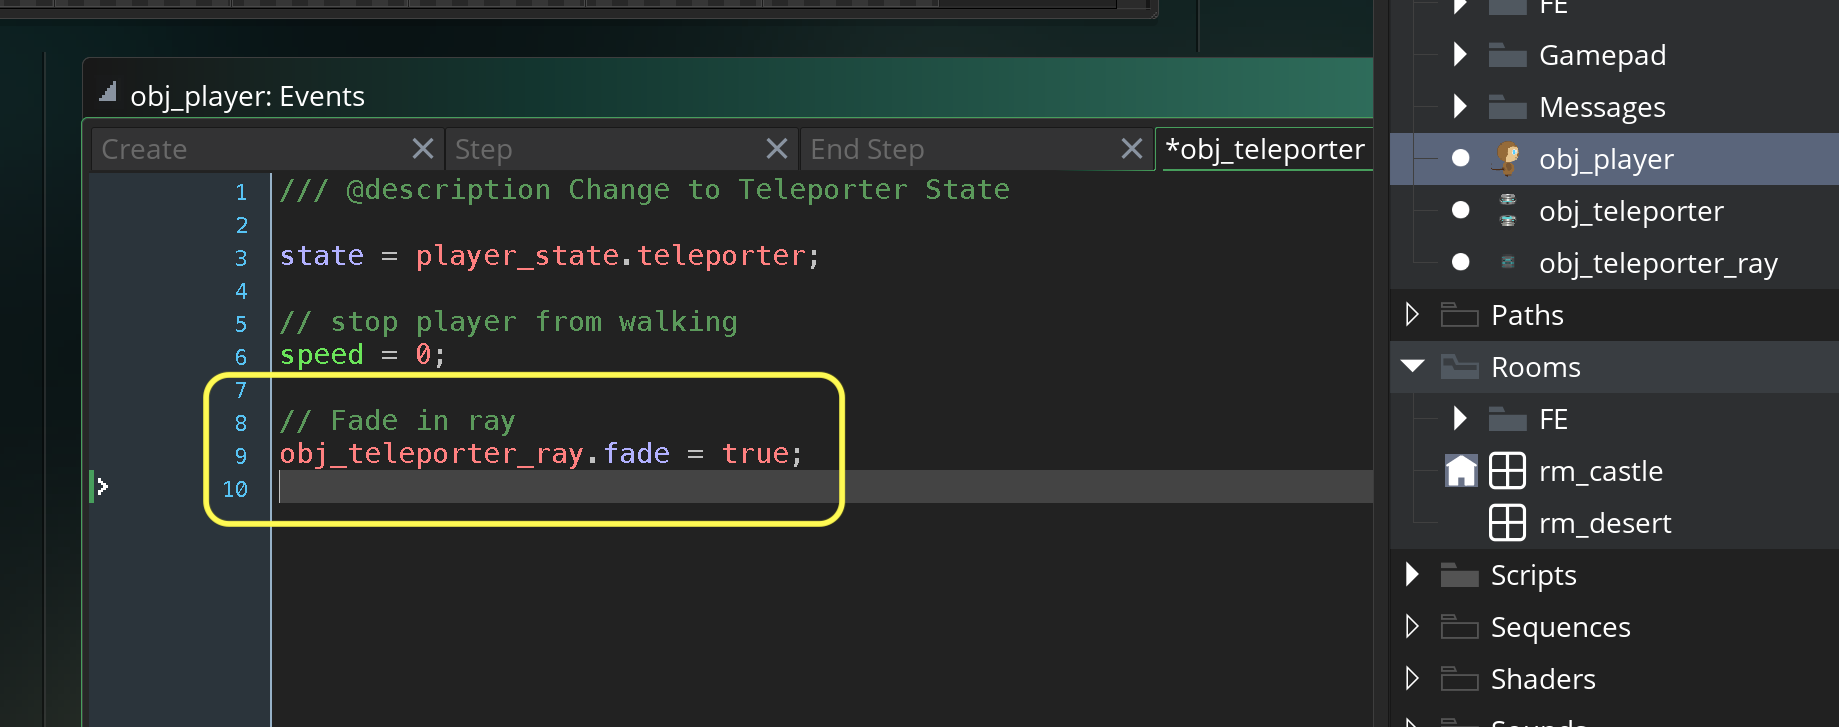 obj_player: Events
Create
Step
End Step
*obj_teleporter
1 /// @description Change to Teleporter State
2
3 state = player_state.teleporter;
4
5 // stop player from walking
6 speed = 0;
7
8 // Fade in ray
9 obj_teleporter_ray.fade = true;
10
FE
Gamepad
Messages
obj_player
obj_teleporter
obj_teleporter_ray
Paths
Rooms
FE
rm_castle
rm_desert
Scripts
Sequences
Shaders
Sounds